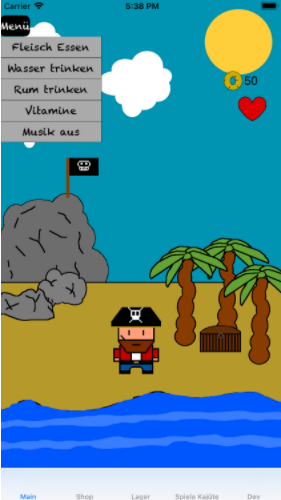 Carrier 5:38 PM
Menü
Fleisch Essen
Wasser trinken
Rum trinken
Vitamine
Musik aus
50
Main Shop Lager Spiele Kajüte Dev